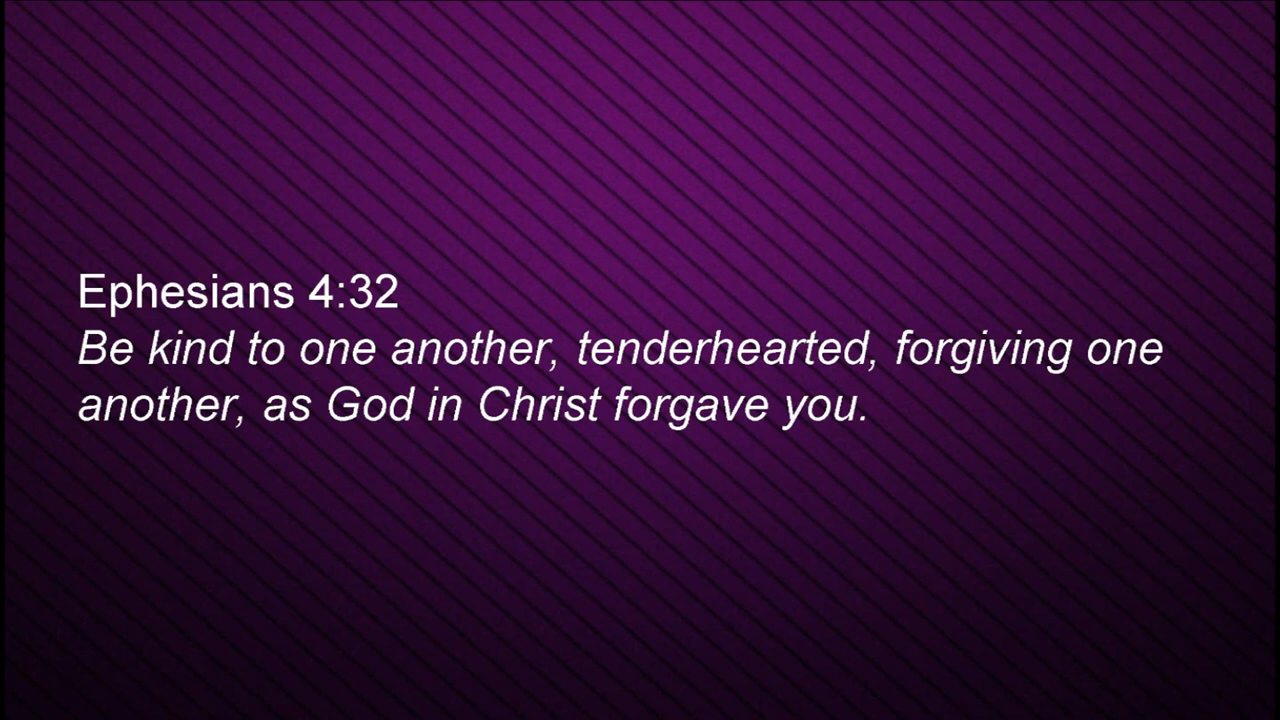 Ephesians 4:32
Be kind to one another, tenderhearted, forgiving one
another, as God in Christ forgave you.